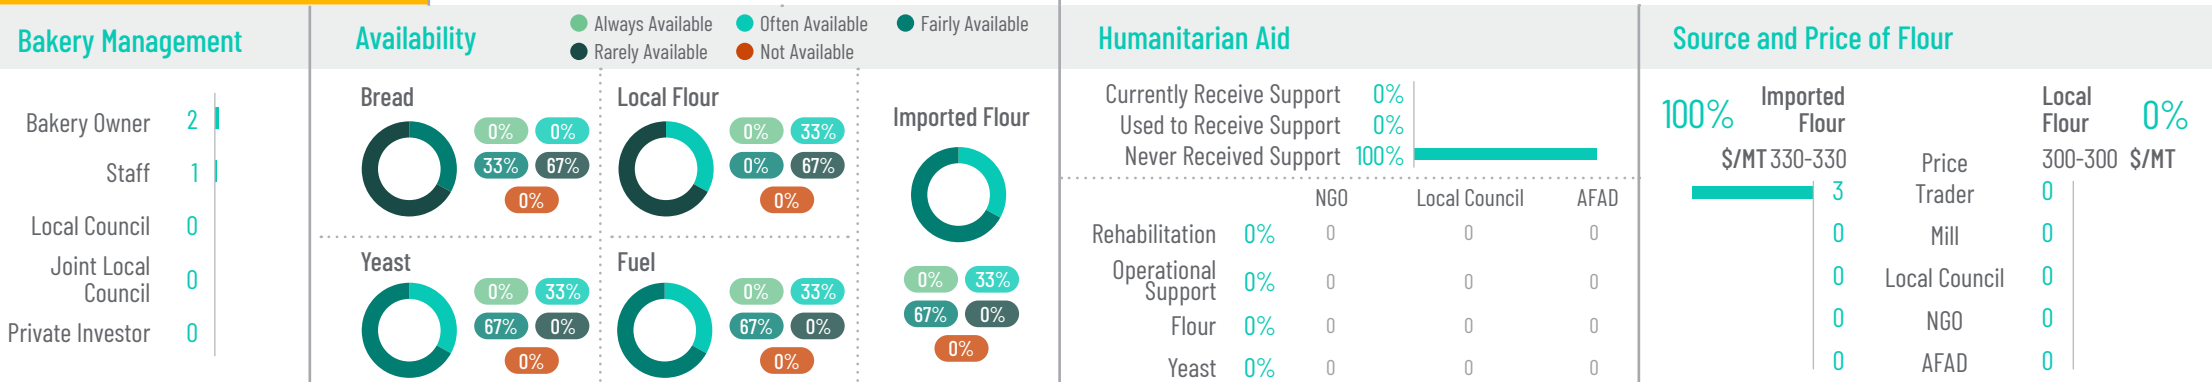 Bakery Management
Bakery Owner 2
Staff 1
Local Council 0
Joint Local
Council 0
Private Investor 0
Availability
Always Available Often Available Fairly Available
Rarely Available Not Available
Bread
0% 0%
33% 67%
0%
Local Flour
0% 33%
0% 67%
0%
Imported Flour
0% 33%
67% 0%
0%
Yeast
0% 33%
67% 0%
0%
Fuel
0% 33%
67% 0%
0%
Humanitarian Aid
Currently Receive Support 0%
Used to Receive Support 0%
Never Received Support 100%
NGO Local Council AFAD
Rehabilitation 0% 0 0 0
Operational
Support 0% 0 0 0
Flour 0% 0 0 0
Yeast 0% 0 0 0
Source and Price of Flour
100% Imported
Flour
Local
Flour 0%
$/MT 330-330 Price 300-300 $/MT
3 Trader 0
0 Mill 0
0 Local Council 0
0 NGO 0
0 AFAD 0